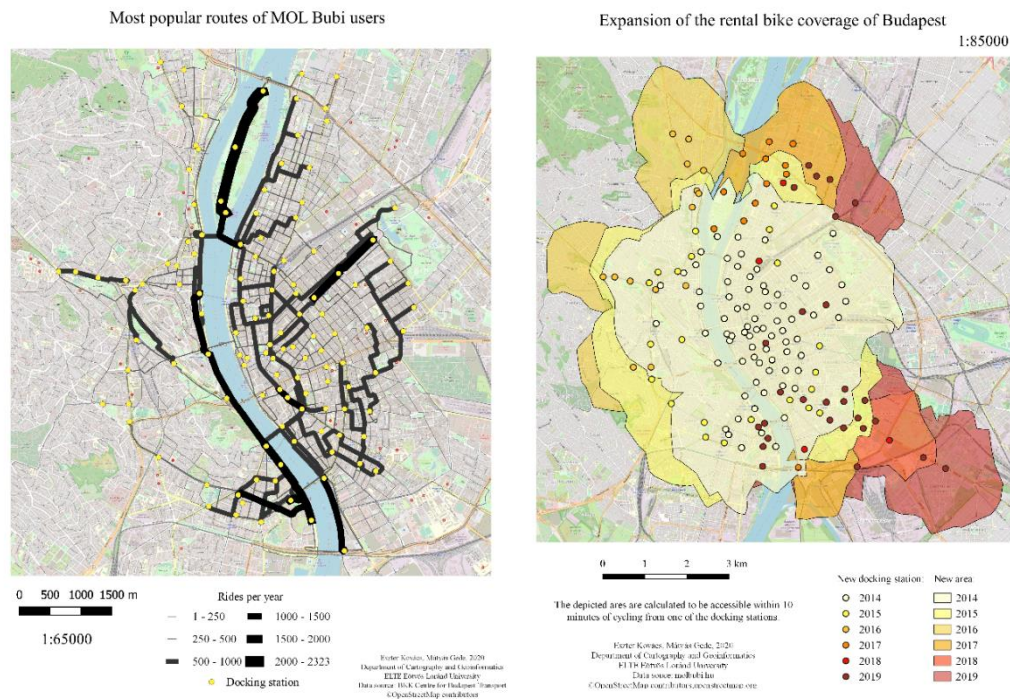 Most popular routes of MOL Bubi users
Expansion of the rental bike coverage of Budapest
1:85000
0 500 1000 1500 m
1:65000
Rides per year
1 - 250
250 - 500
500 - 1000
1000 - 1500
1500 - 2000
2000 - 2323
Docking station
Eszter Kovács, Mátyás Gede, 2020
Department of Cartography and Geoinformatics
ELTE Eötvös Loránd University
Data source: BKK Centre for Budapest Transport
©OpenStreetMap contributors
0 1 2 3 km
The depicted ares are calculated to be accessible within 10
minutes of cycling from one of the docking stations.
Eszter Kovács, Mátyás Gede, 2020
Department of Cartography and Geoinformatics
ELTE Eötvös Loránd University
Data source: molbubi.hu
©OpenStreetMap contributors,openstreetmap.org
New docking station:
2014
2015
2016
2017
2018
2019
New area
2014
2015
2016
2017
2018
2019